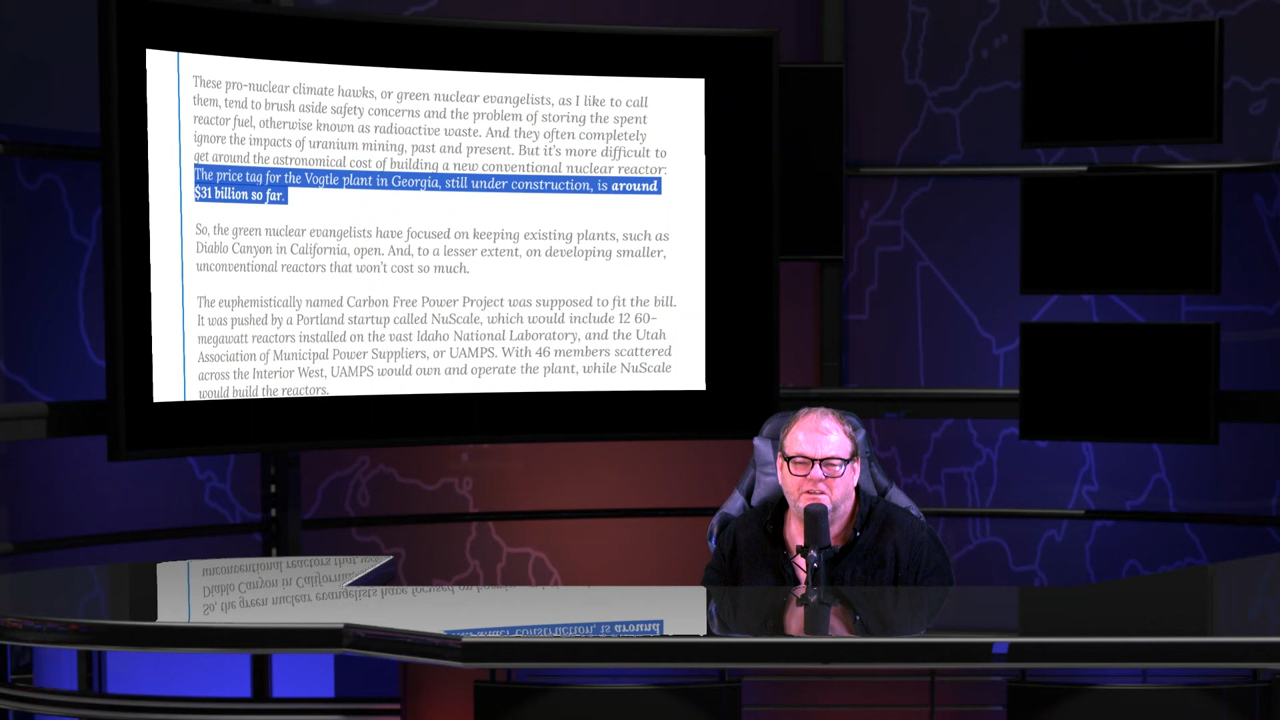 These pro-nuclear climate hawks, or green nuclear evangelists, as I like to call
them, tend to brush aside safety concerns and the problem of storing the spent
reactor fuel, otherwise known as radioactive waste. And they often completely
ignore the impacts of uranium mining, past and present. But it's more difficult to
get around the astronomical cost of building a new conventional nuclear reactor:
The price tag for the Vogtle plant in Georgia, still under construction, is around
$31 billion so far.
So, the green nuclear evangelists have focused on keeping existing plants, such as
Diablo Canyon in California, open. And, to a lesser extent, on developing smaller,
unconventional reactors that won't cost so much.
The euphemistically named Carbon Free Power Project was supposed to fit the bill.
It was pushed by a Portland startup called NuScale, which would include 12 60-
megawatt reactors installed on the vast Idaho National Laboratory, and the Utah
Association of Municipal Power Suppliers, or UAMPS. With 46 members scattered
across the Interior West, UAMPS would own and operate the plant, while NuScale
would build the reactors.